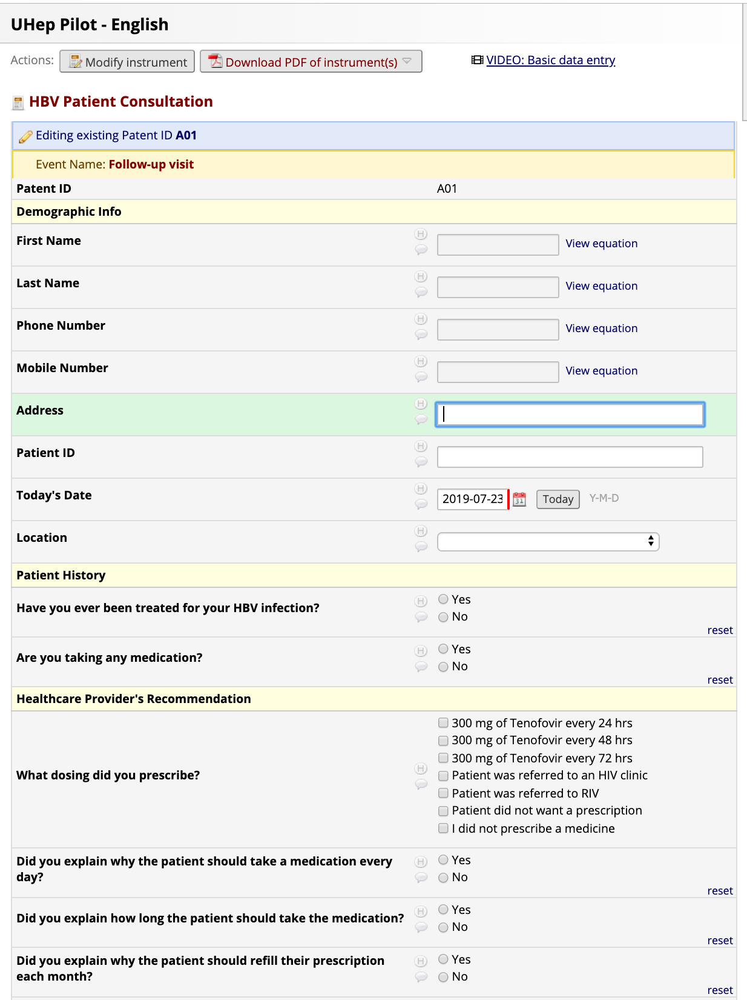 UHep Pilot - English
Actions: Modify instrument Download PDF of instrument(s) VIDEO: Basic data entry
HBV Patient Consultation
Editing existing Patent ID A01
Event Name: Follow-up visit
Patent ID A01
Demographic Info
First Name H View equation
Last Name H View equation
Phone Number H View equation
Mobile Number H View equation
Address H
Patient ID H
Today's Date H 2019-07-23 31 Today Y-M-D
Location H
Patient History
Have you ever been treated for your HBV infection? H Yes
No
reset
Are you taking any medication? H Yes
No
reset
Healthcare Provider's Recommendation
What dosing did you prescribe? H
300 mg of Tenofovir every 24 hrs
300 mg of Tenofovir every 48 hrs
300 mg of Tenofovir every 72 hrs
Patient was referred to an HIV clinic
Patient was referred to RIV
Patient did not want a prescription
I did not prescribe a medicine
Did you explain why the patient should take a medication every
day?
H Yes
No
reset
Did you explain how long the patient should take the medication? H Yes
No
reset
Did you explain why the patient should refill their prescription
each month?
H Yes
No
reset